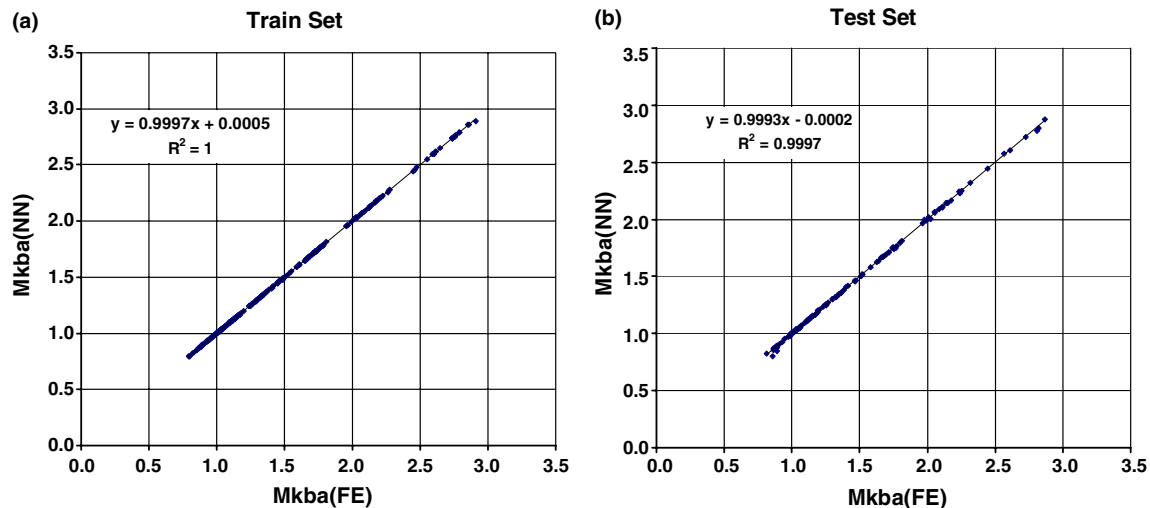 (a)
Train Set
3.5
3.0
2.5
2.0
1.5
1.0
0.5
0.0
Mkba(NN)
y = 0.9997x + 0.0005
R² = 1
0.0 0.5 1.0 1.5 2.0 2.5 3.0 3.5
Mkba(FE)
(b)
Test Set
3.5
3.0
2.5
2.0
1.5
1.0
0.5
0.0
Mkba(NN)
y = 0.9993x - 0.0002
R² = 0.9997
0.0 0.5 1.0 1.5 2.0 2.5 3.0 3.5
Mkba(FE)